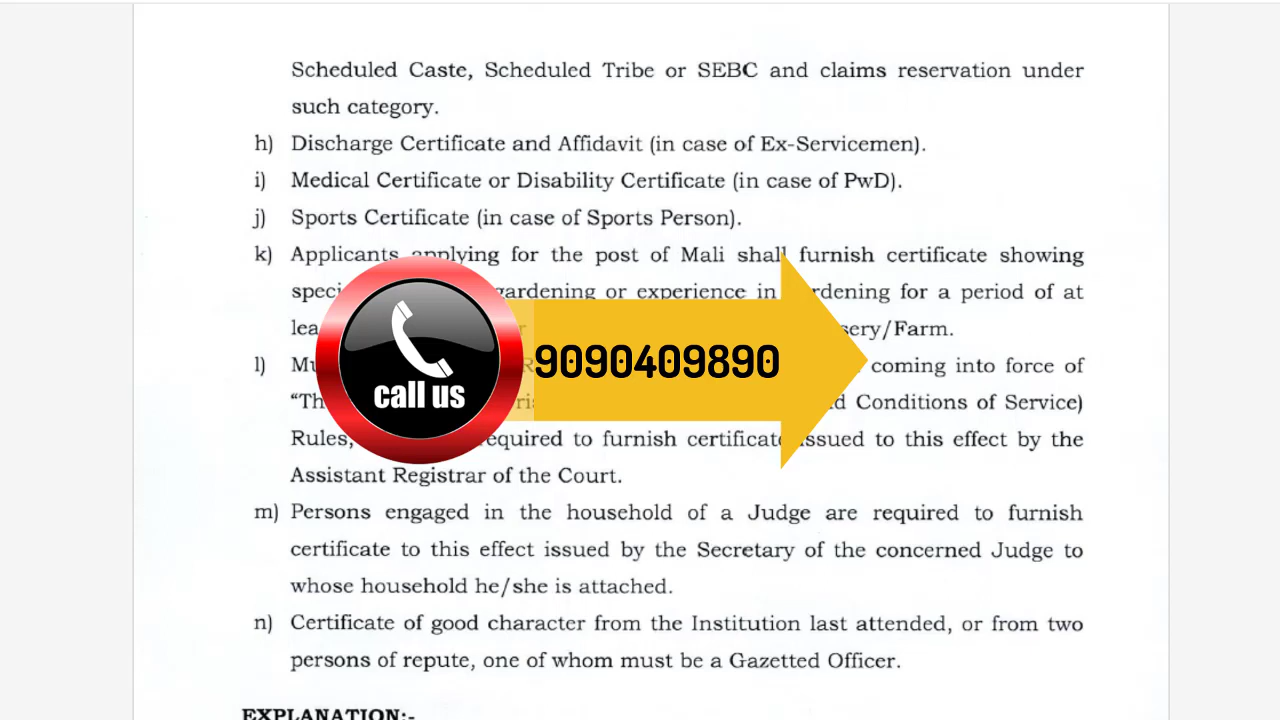 Scheduled Caste, Scheduled Tribe or SEBC and claims reservation under
such category.
h) Discharge Certificate and Affidavit (in case of Ex-Servicemen).
i) Medical Certificate or Disability Certificate (in case of PwD).
j) Sports Certificate (in case of Sports Person).
k) Applicants applying for the post of Mali shall furnish certificate showing
gardening or experience in gardening for a period of at
/Farm.
l) coming into force of
Conditions of Service)
Rules, required to furnish certificate issued to this effect by the
Assistant Registrar of the Court.
call us
9090409890
m) Persons engaged in the household of a Judge are required to furnish
certificate to this effect issued by the Secretary of the concerned Judge to
whose household he/she is attached.
n) Certificate of good character from the Institution last attended, or from two
persons of repute, one of whom must be a Gazetted Officer.
EXPLANATION:-